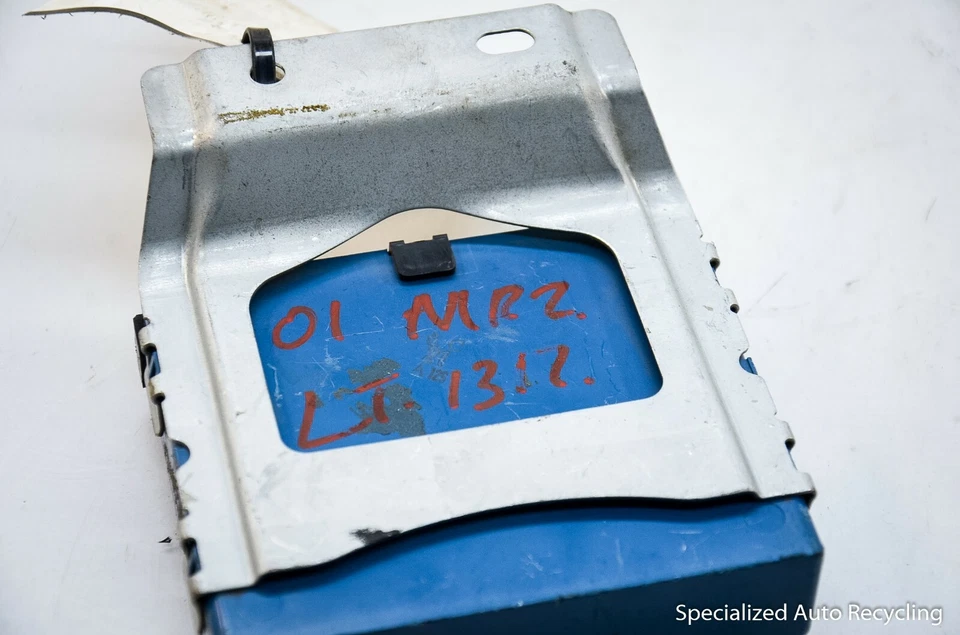 01 MR2.
LT. 1312.
Specialized Auto Recycling